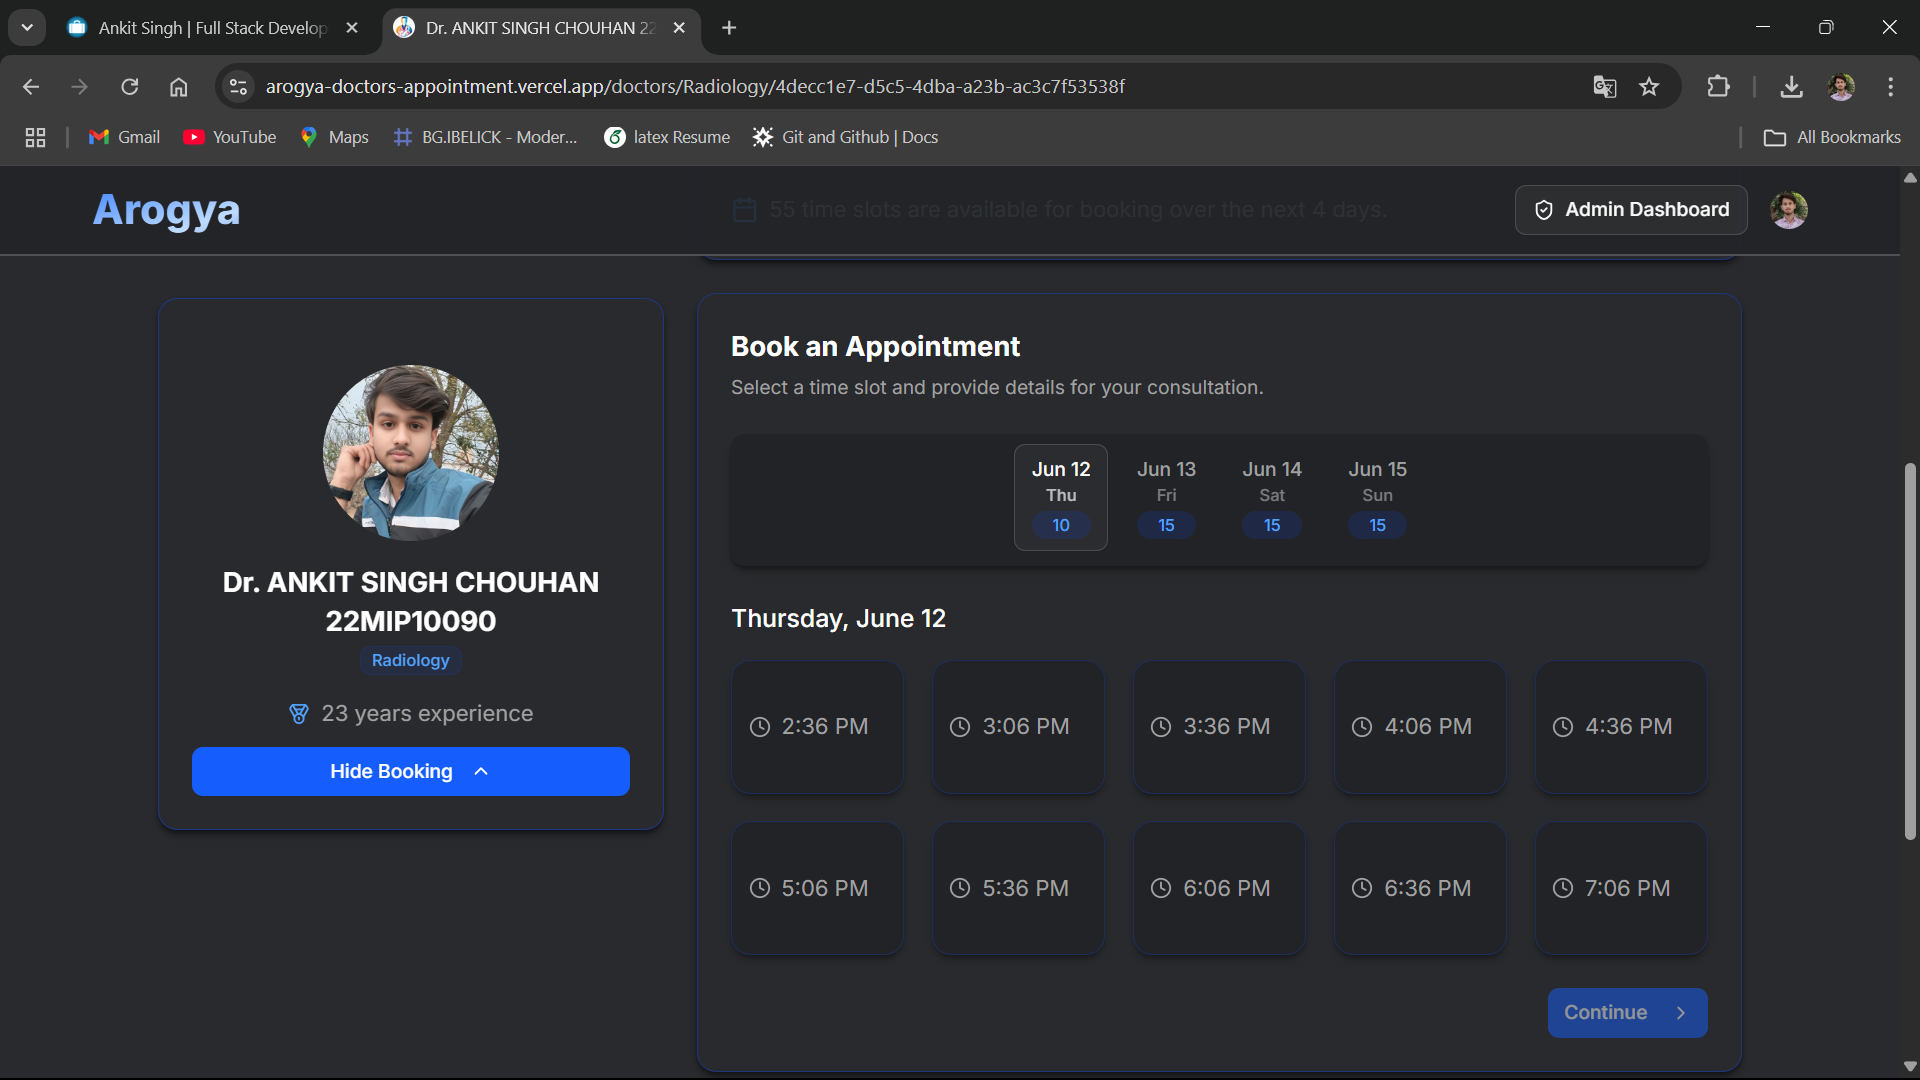 Ankit Singh | Full Stack Develop
Dr. ANKIT SINGH CHOUHAN 22
arogya-doctors-appointment.vercel.app/doctors/Radiology/4decc1e7-d5c5-4dba-a23b-ac3c7f53538f
Gmail YouTube Maps BG.IBELICK - Moder... latex Resume Git and Github | Docs All Bookmarks
Arogya
55 time slots are available for booking over the next 4 days.
Admin Dashboard
Dr. ANKIT SINGH CHOUHAN
22MIP10090
Radiology
23 years experience
Hide Booking
Book an Appointment
Select a time slot and provide details for your consultation.
Jun 12 Jun 13 Jun 14 Jun 15
Thu Fri Sat Sun
10 15 15 15
Thursday, June 12
2:36 PM 3:06 PM 3:36 PM 4:06 PM 4:36 PM
5:06 PM 5:36 PM 6:06 PM 6:36 PM 7:06 PM
Continue